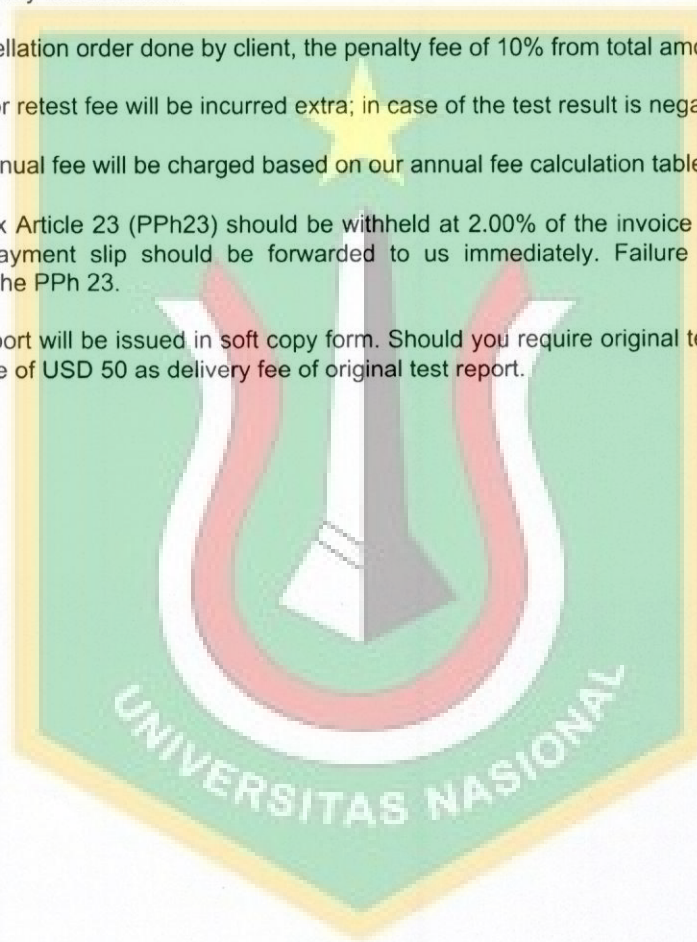 ellation order done by client, the penalty fee of 10% from total amo
or retest fee will be incurred extra; in case of the test result is nega
nual fee will be charged based on our annual fee calculation table
x Article 23 (PPh23) should be withheld at 2.00% of the invoice
ayment slip should be forwarded to us immediately. Failure
he PPh 23.
port will be issued in soft copy form. Should you require original te
e of USD 50 as delivery fee of original test report.
UNIVERSITAS NASIONAL